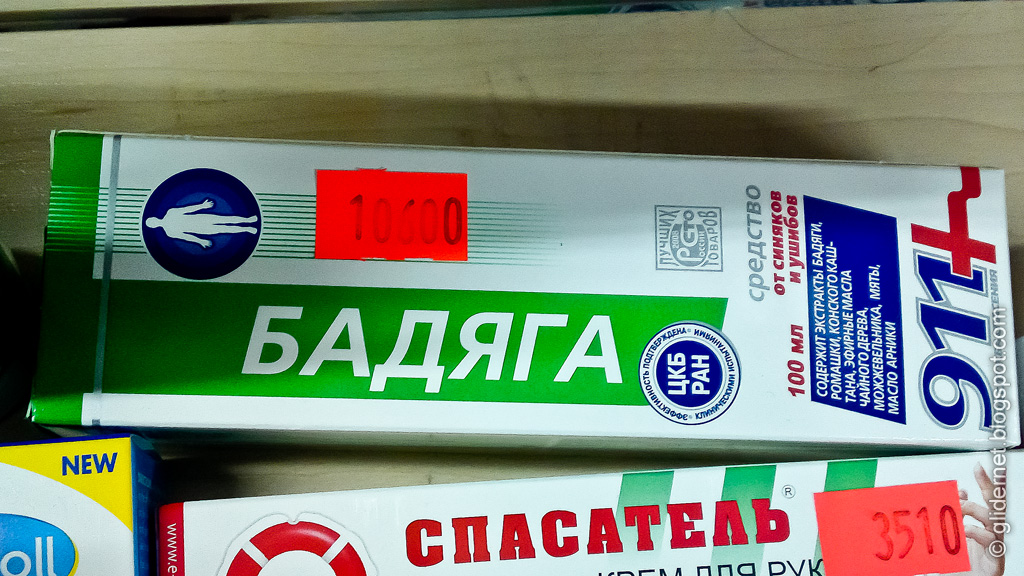 10600
БАДЯГА
ЛУЧШИХ
ТОВАРОВ
ЭФФЕКТИВНОСТЬ ПОДТВЕРЖДЕНА
КЛИНИЧЕСКИМИ ИСПЫТАНИЯМИ
ЦКБ
РАН
средство
от синяков
и ушибов
100 мл
СОДЕРЖИТ ЭКСТРАКТЫ БАДЯГИ,
РОМАШКИ, КОНСКОГО КАШ-
ТАНА, ЭФИРНЫЕ МАСЛА
ЧАЙНОГО ДЕРЕВА,
МОЖЖЕВЕЛЬНИКА, МЯТЫ,
МАСЛО АРНИКИ
911+
NEW
oll
www.e-
СПАСАТЕЛЬ®
КРЕМ ДЛЯ РУК
3510
© glidernet.blogspot.com